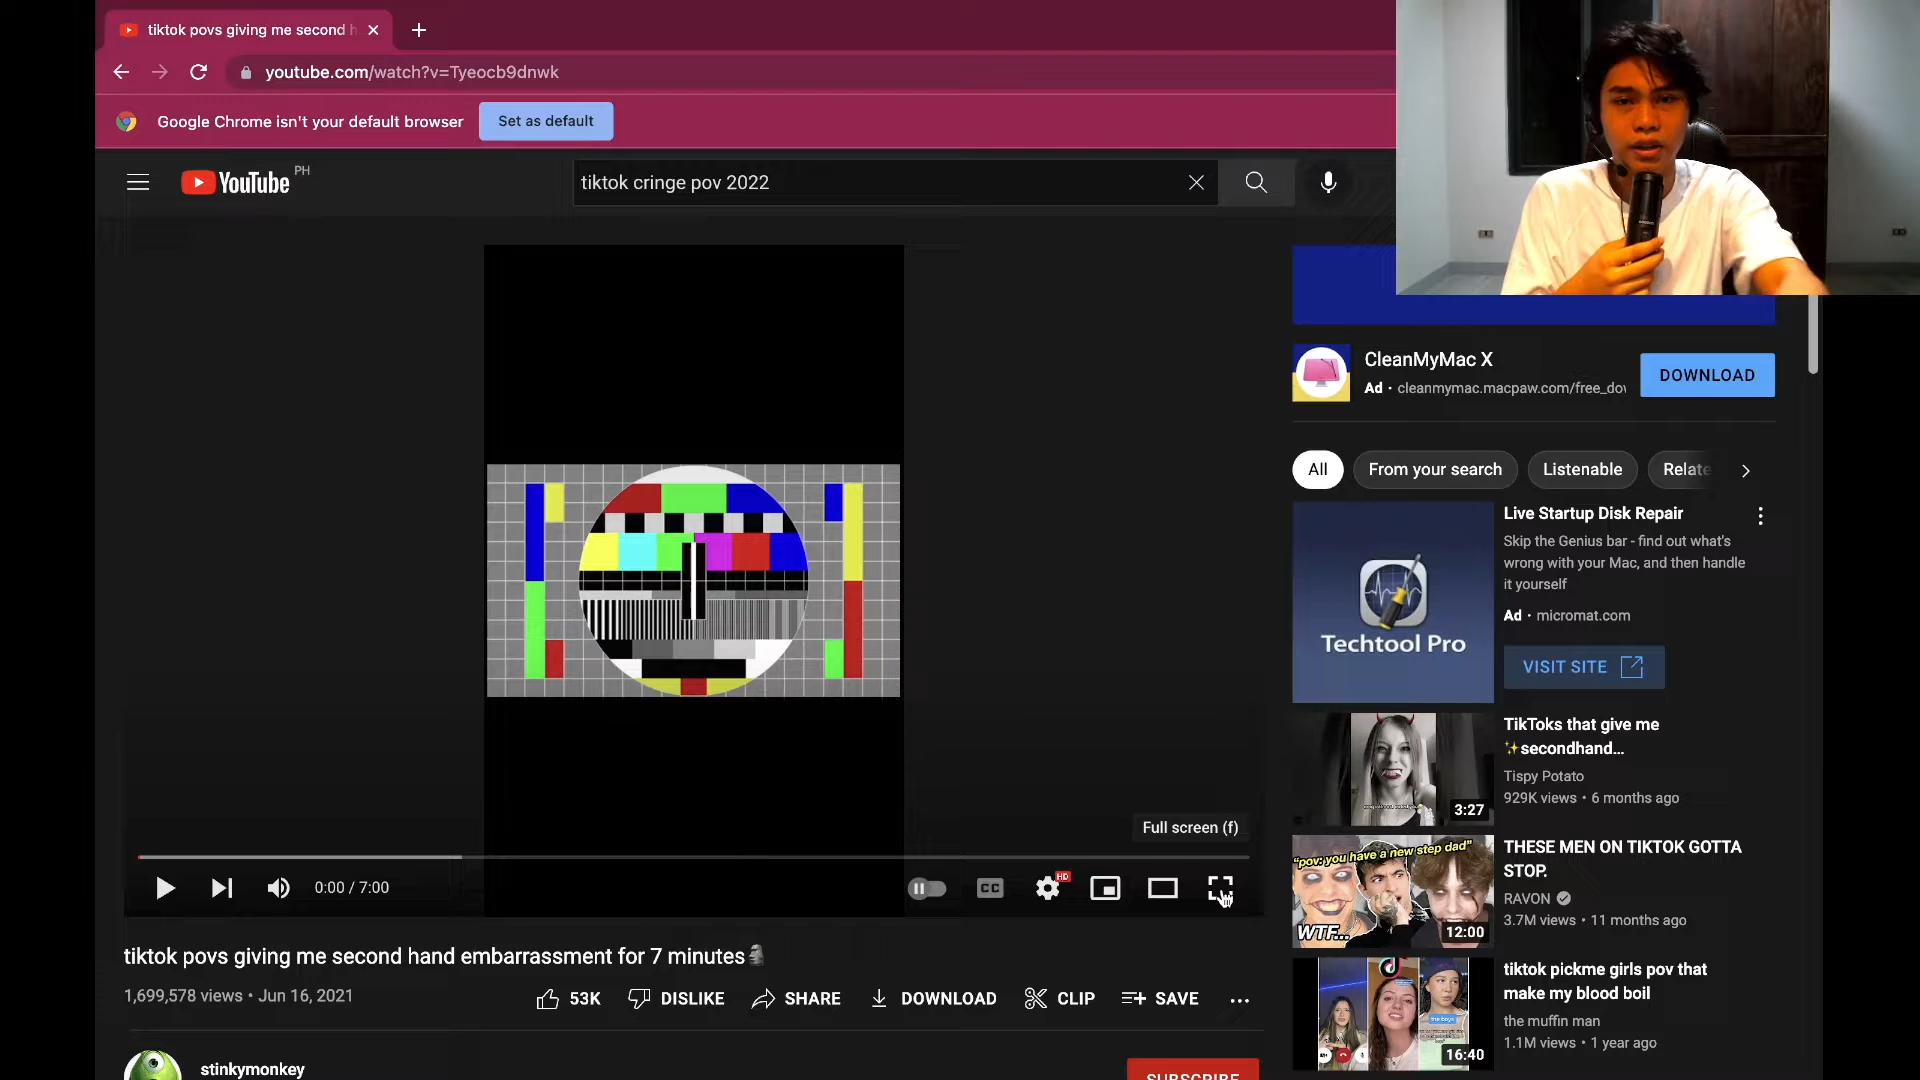 tiktok povs giving me second h
youtube.com/watch?v=Tyeocb9dnwk
Google Chrome isn't your default browser
Set as default
YouTube PH
tiktok cringe pov 2022
CleanMyMac X
Ad • cleanmymac.macpaw.com/free_do
DOWNLOAD
All
From your search
Listenable
Relate
Live Startup Disk Repair
Skip the Genius bar - find out what's
wrong with your Mac, and then handle
it yourself
Ad • micromat.com
Techtool Pro
VISIT SITE
TikToks that give me
✨secondhand...
Tispy Potato
929K views • 6 months ago
3:27
Full screen (f)
0:00 / 7:00
CC
HD
"pov: you have a new step dad"
WTF...
12:00
THESE MEN ON TIKTOK GOTTA
STOP.
RAVON
3.7M views • 11 months ago
tiktok povs giving me second hand embarrassment for 7 minutes🗿
1,699,578 views • Jun 16, 2021
53K
DISLIKE
SHARE
DOWNLOAD
CLIP
SAVE
tiktok pickme girls pov that
make my blood boil
the muffin man
1.1M views • 1 year ago
16:40
stinkymonkey
SUBSCRIBE